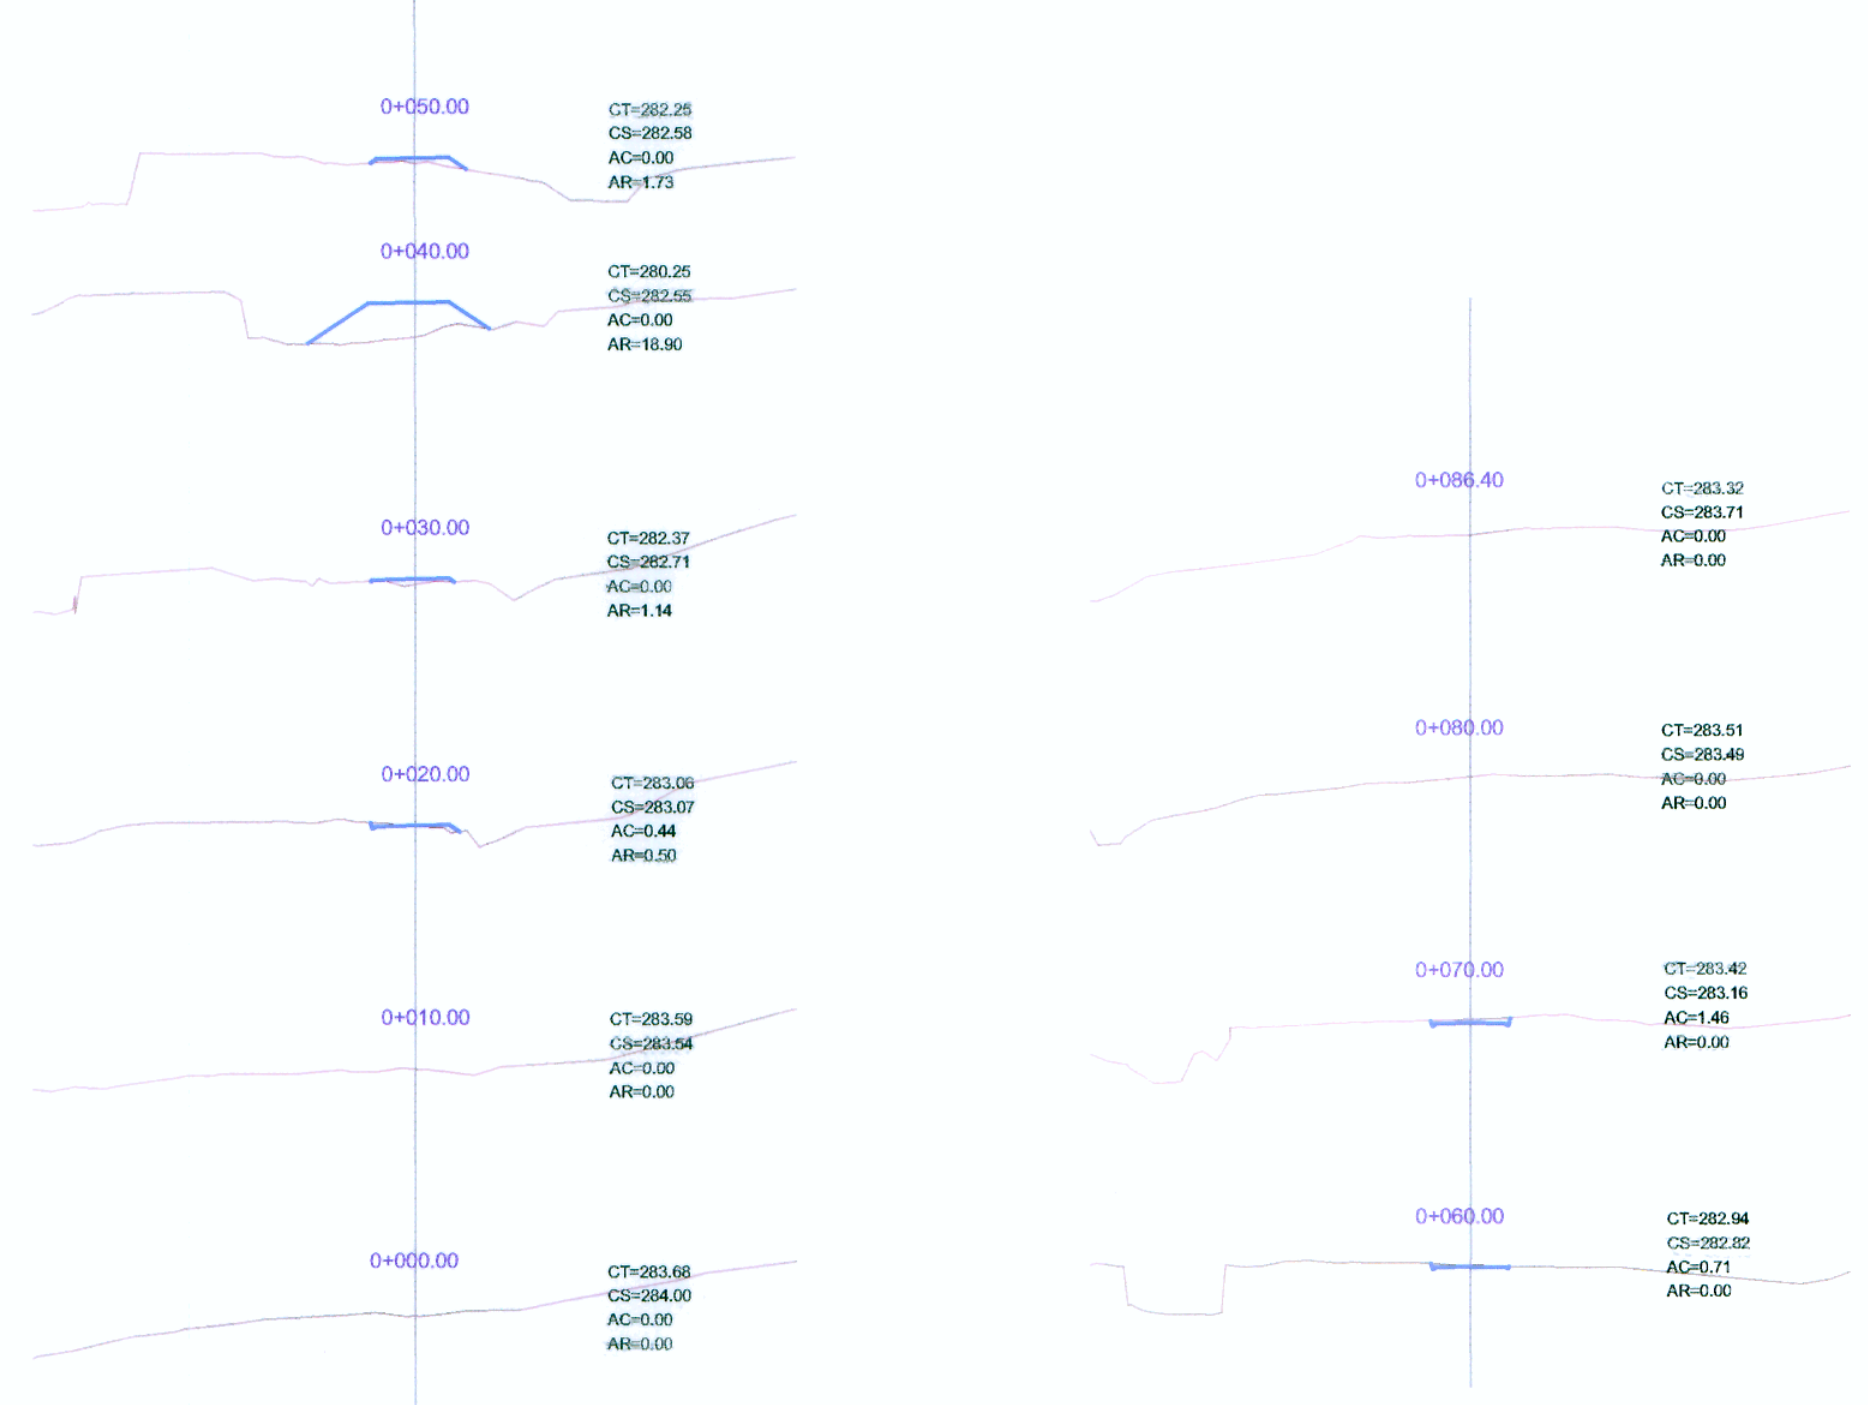 0+050.00
CT=282.25
CS=282.58
AC=0.00
AR=1.73
0+040.00
CT=280.25
CS=282.55
AC=0.00
AR=18.90
0+030.00
CT=282.37
CS=282.71
AC=0.00
AR=1.14
0+020.00
CT=283.06
CS=283.07
AC=0.44
AR=0.50
0+010.00
CT=283.59
CS=283.54
AC=0.00
AR=0.00
0+000.00
CT=283.68
CS=284.00
AC=0.00
AR=0.00
0+086.40
CT=283.32
CS=283.71
AC=0.00
AR=0.00
0+080.00
CT=283.51
CS=283.49
AC=0.00
AR=0.00
0+070.00
CT=283.42
CS=283.16
AC=1.46
AR=0.00
0+060.00
CT=282.94
CS=282.82
AC=0.71
AR=0.00